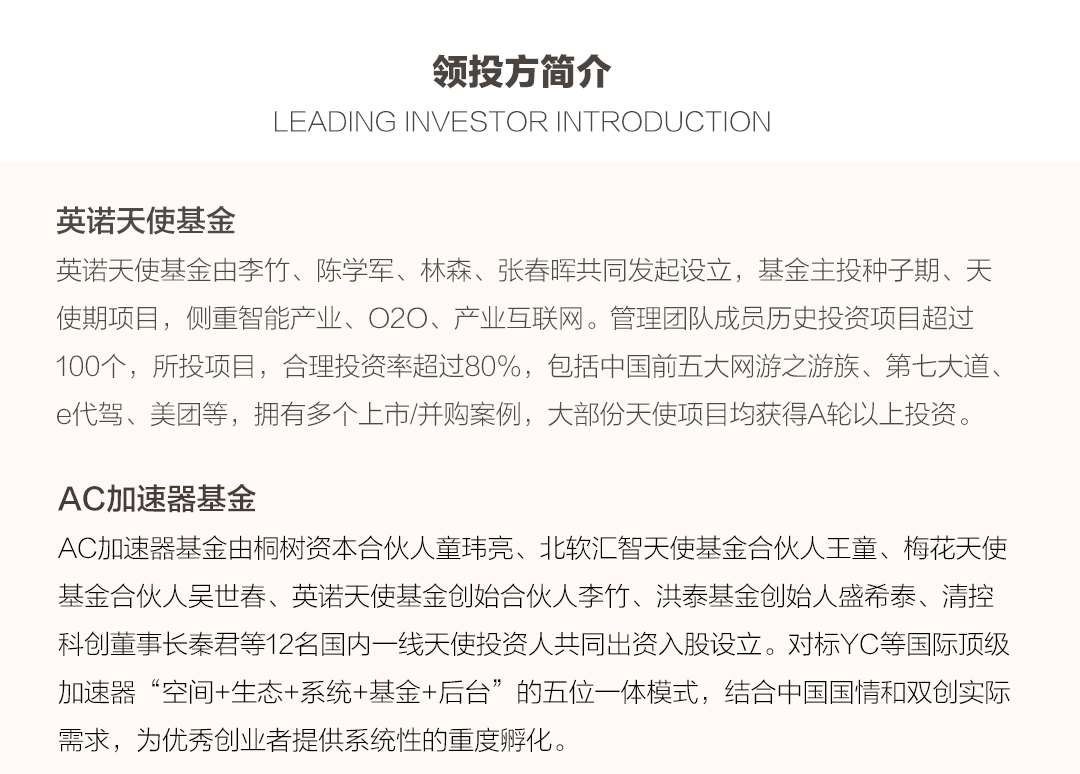 领投方简介
LEADING INVESTOR INTRODUCTION
英诺天使基金
英诺天使基金由李竹、陈学军、林森、张春晖共同发起设立，基金主投种子期、天
使期项目，侧重智能产业、O2O、产业互联网。管理团队成员历史投资项目超过
100个，所投项目，合理投资率超过80%，包括中国前五大网游之游族、第七大道、
e代驾、美团等，拥有多个上市/并购案例，大部份天使项目均获得A轮以上投资。
AC加速器基金
AC加速器基金由桐树资本合伙人童玮亮、北软汇智天使基金合伙人王童、梅花天使
基金合伙人吴世春、英诺天使基金创始合伙人李竹、洪泰基金创始人盛希泰、清控
科创董事长秦君等12名国内一线天使投资人共同出资入股设立。对标YC等国际顶级
加速器“空间+生态+系统+基金+后台”的五位一体模式，结合中国国情和双创实际
需求，为优秀创业者提供系统性的重度孵化。